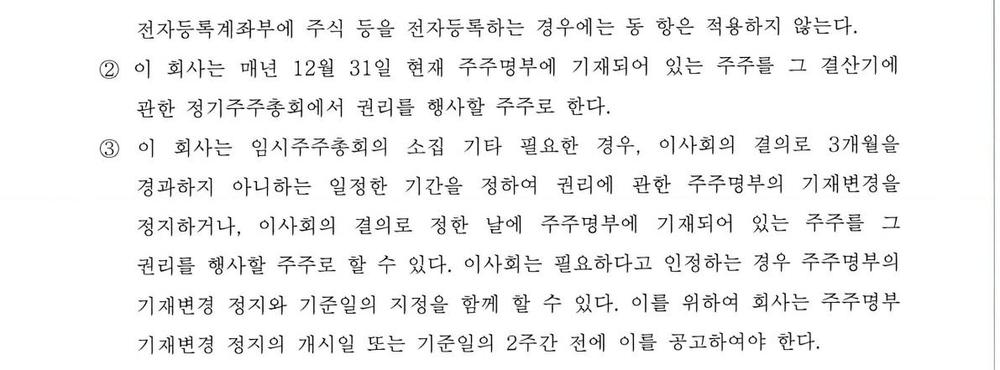 전자등록계좌부에 주식 등을 전자등록하는 경우에는 동 항은 적용하지 않는다.
② 이 회사는 매년 12월 31일 현재 주주명부에 기재되어 있는 주주를 그 결산기에
관한 정기주주총회에서 권리를 행사할 주주로 한다.
③ 이 회사는 임시주주총회의 소집 기타 필요한 경우, 이사회의 결의로 3개월을
경과하지 아니하는 일정한 기간을 정하여 권리에 관한 주주명부의 기재변경을
정지하거나, 이사회의 결의로 정한 날에 주주명부에 기재되어 있는 주주를 그
권리를 행사할 주주로 할 수 있다. 이사회는 필요하다고 인정하는 경우 주주명부의
기재변경 정지와 기준일의 지정을 함께 할 수 있다. 이를 위하여 회사는 주주명부
기재변경 정지의 개시일 또는 기준일의 2주간 전에 이를 공고하여야 한다.